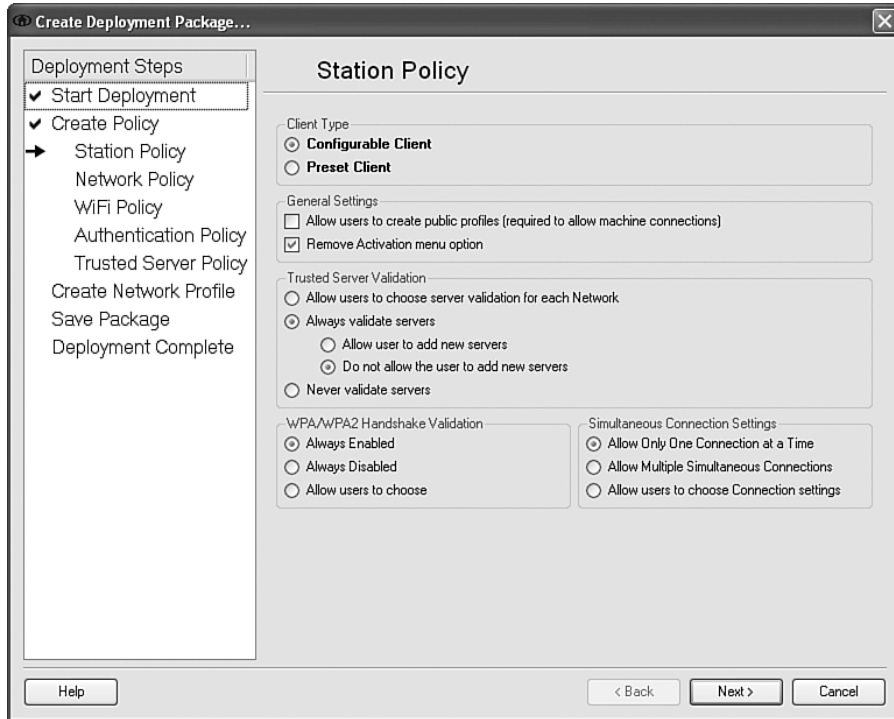 Create Deployment Package...
Deployment Steps
Start Deployment
Create Policy
Station Policy
Network Policy
WiFi Policy
Authentication Policy
Trusted Server Policy
Create Network Profile
Save Package
Deployment Complete
Station Policy
Client Type
Configurable Client
Preset Client
General Settings
Allow users to create public profiles (required to allow machine connections)
Remove Activation menu option
Trusted Server Validation
Allow users to choose server validation for each Network
Always validate servers
Allow user to add new servers
Do not allow the user to add new servers
Never validate servers
WPA/WPA2 Handshake Validation
Always Enabled
Always Disabled
Allow users to choose
Simultaneous Connection Settings
Allow Only One Connection at a Time
Allow Multiple Simultaneous Connections
Allow users to choose Connection settings
Help
< Back
Next >
Cancel